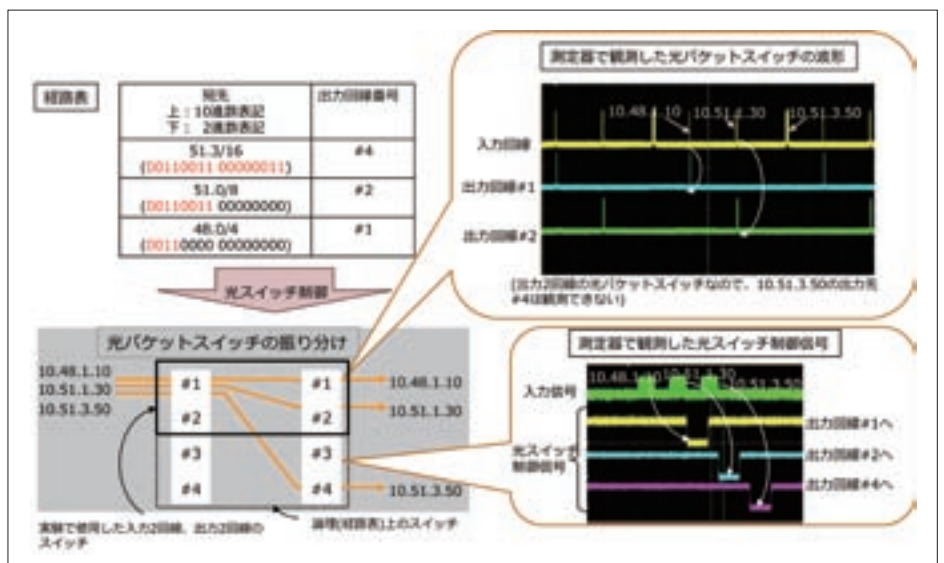 経路表
宛先
上：10進数表記
下： 2進数表記
出力回線番号
51.3/16
(00110011 00000011)
#4
51.0/8
(00110011 00000000)
#2
48.0/4
(00110000 00000000)
#1
光スイッチ制御
測定器で観測した光パケットスイッチの波形
10.48.1.10
10.51.1.30
10.51.3.50
入力回線
出力回線#1
出力回線#2
(出力2回線の光パケットスイッチなので、10.51.3.50の出力先
#4は観測できない)
光パケットスイッチの振り分け
10.48.1.10
10.51.1.30
10.51.3.50
#1
#2
#3
#4
#1
#2
#3
#4
10.48.1.10
10.51.1.30
10.51.3.50
実験で使用した入力2回線、出力2回線の
スイッチ
論理(経路表)上のスイッチ
測定器で観測した光スイッチ制御信号
10.48.1.10
10.51.1.30
10.51.3.50
入力信号
光スイッチ
制御信号
出力回線#1へ
出力回線#2へ
出力回線#4へ